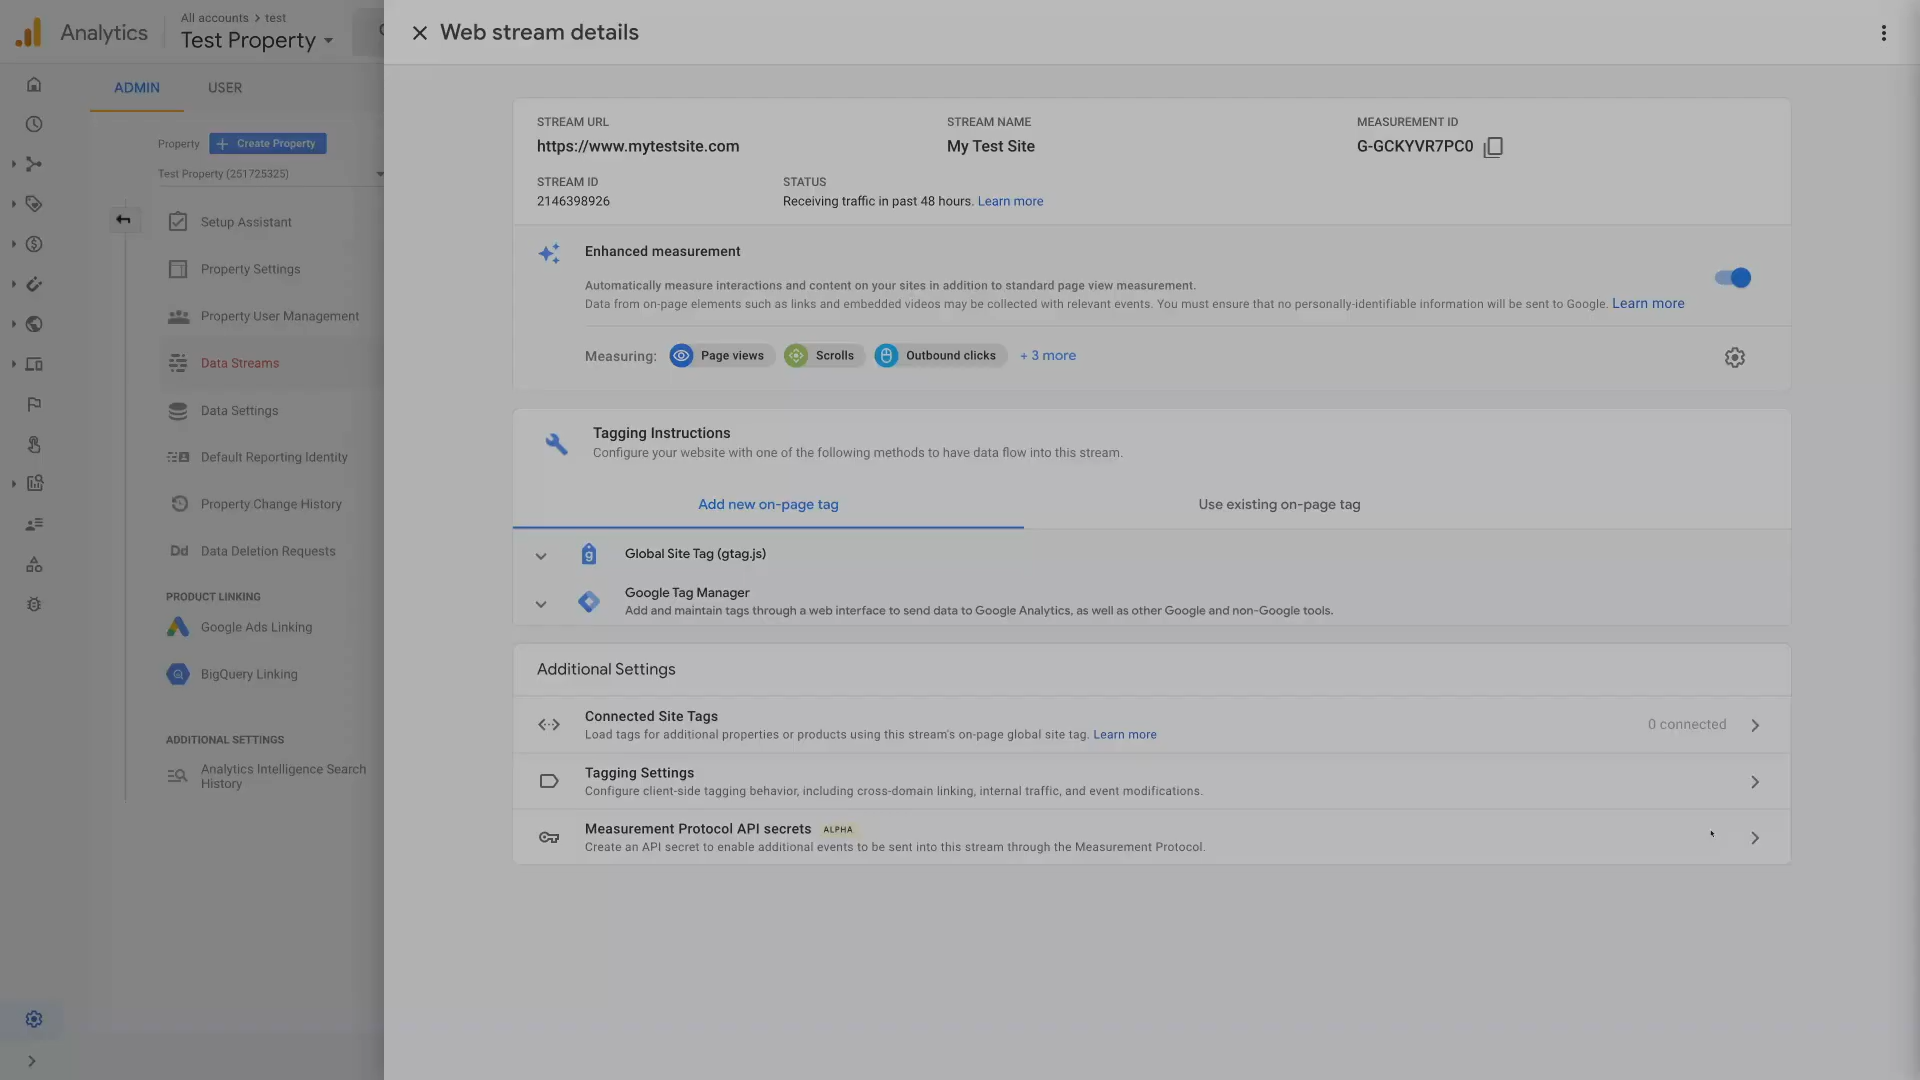 Analytics
All accounts > test
Test Property
Web stream details
ADMIN
USER
Property
Create Property
Test Property (251725325)
Setup Assistant
Property Settings
Property User Management
Data Streams
Data Settings
Default Reporting Identity
Property Change History
Dd Data Deletion Requests
PRODUCT LINKING
Google Ads Linking
BigQuery Linking
ADDITIONAL SETTINGS
Analytics Intelligence Search
History
STREAM URL
https://www.mytestsite.com
STREAM NAME
My Test Site
MEASUREMENT ID
G-GCKYVR7PC0
STREAM ID
2146398926
STATUS
Receiving traffic in past 48 hours. Learn more
Enhanced measurement
Automatically measure interactions and content on your sites in addition to standard page view measurement.
Data from on-page elements such as links and embedded videos may be collected with relevant events. You must ensure that no personally-identifiable information will be sent to Google. Learn more
Measuring: Page views Scrolls Outbound clicks + 3 more
Tagging Instructions
Configure your website with one of the following methods to have data flow into this stream.
Add new on-page tag
Use existing on-page tag
g Global Site Tag (gtag.js)
Google Tag Manager
Add and maintain tags through a web interface to send data to Google Analytics, as well as other Google and non-Google tools.
Additional Settings
Connected Site Tags
Load tags for additional properties or products using this stream's on-page global site tag. Learn more
0 connected
Tagging Settings
Configure client-side tagging behavior, including cross-domain linking, internal traffic, and event modifications.
Measurement Protocol API secrets ALPHA
Create an API secret to enable additional events to be sent into this stream through the Measurement Protocol.